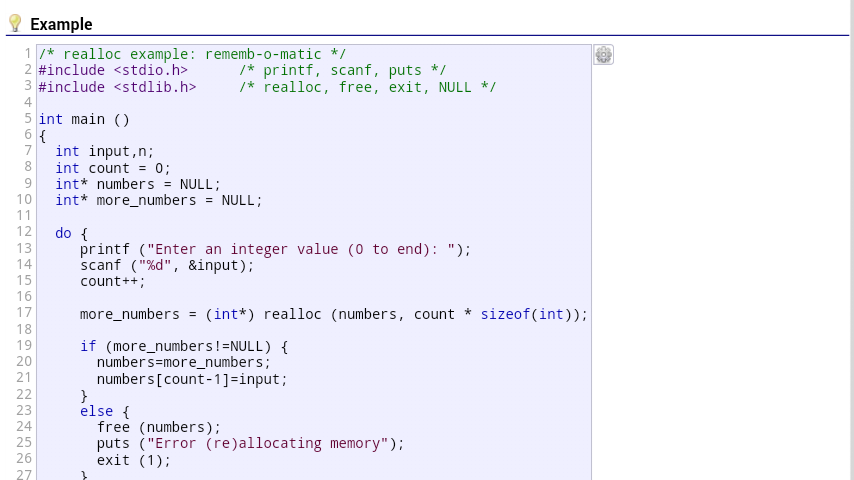 Example
1 /* realloc example: rememb-o-matic */
2 #include <stdio.h>      /* printf, scanf, puts */
3 #include <stdlib.h>     /* realloc, free, exit, NULL */
4
5 int main ()
6 {
7   int input,n;
8   int count = 0;
9   int* numbers = NULL;
10   int* more_numbers = NULL;
11
12   do {
13      printf ("Enter an integer value (0 to end): ");
14      scanf ("%d", &input);
15      count++;
16
17      more_numbers = (int*) realloc (numbers, count * sizeof(int));
18
19      if (more_numbers!=NULL) {
20        numbers=more_numbers;
21        numbers[count-1]=input;
22      }
23      else {
24        free (numbers);
25        puts ("Error (re)allocating memory");
26        exit (1);
27      }